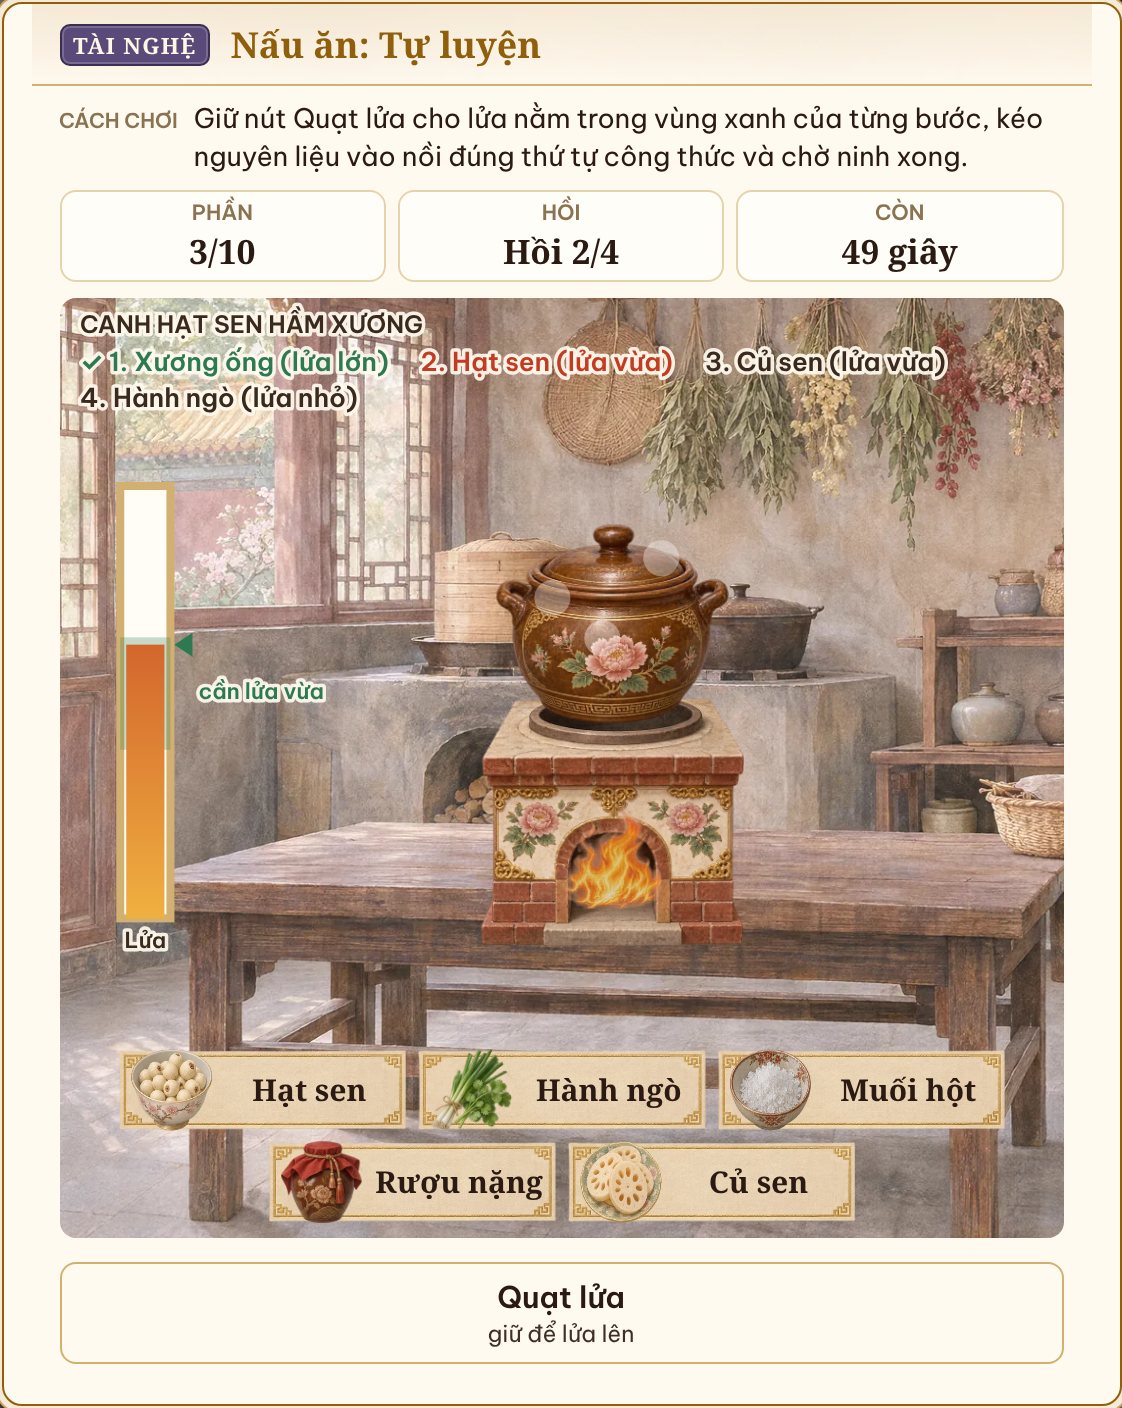 TÀI NGHỆ
Nấu ăn: Tự luyện
CÁCH CHƠI
Giữ nút Quạt lửa cho lửa nằm trong vùng xanh của từng bước, kéo
nguyên liệu vào nồi đúng thứ tự công thức và chờ ninh xong.
PHẦN
3/10
HỒI
Hồi 2/4
CÒN
49 giây
CANH HẠT SEN HẦM XƯƠNG
✓ 1. Xương ống (lửa lớn) 2. Hạt sen (lửa vừa) 3. Củ sen (lửa vừa)
4. Hành ngò (lửa nhỏ)
cần lửa vừa
Lửa
Hạt sen
Hành ngò
Muối hột
Rượu nặng
Củ sen
Quạt lửa
giữ để lửa lên